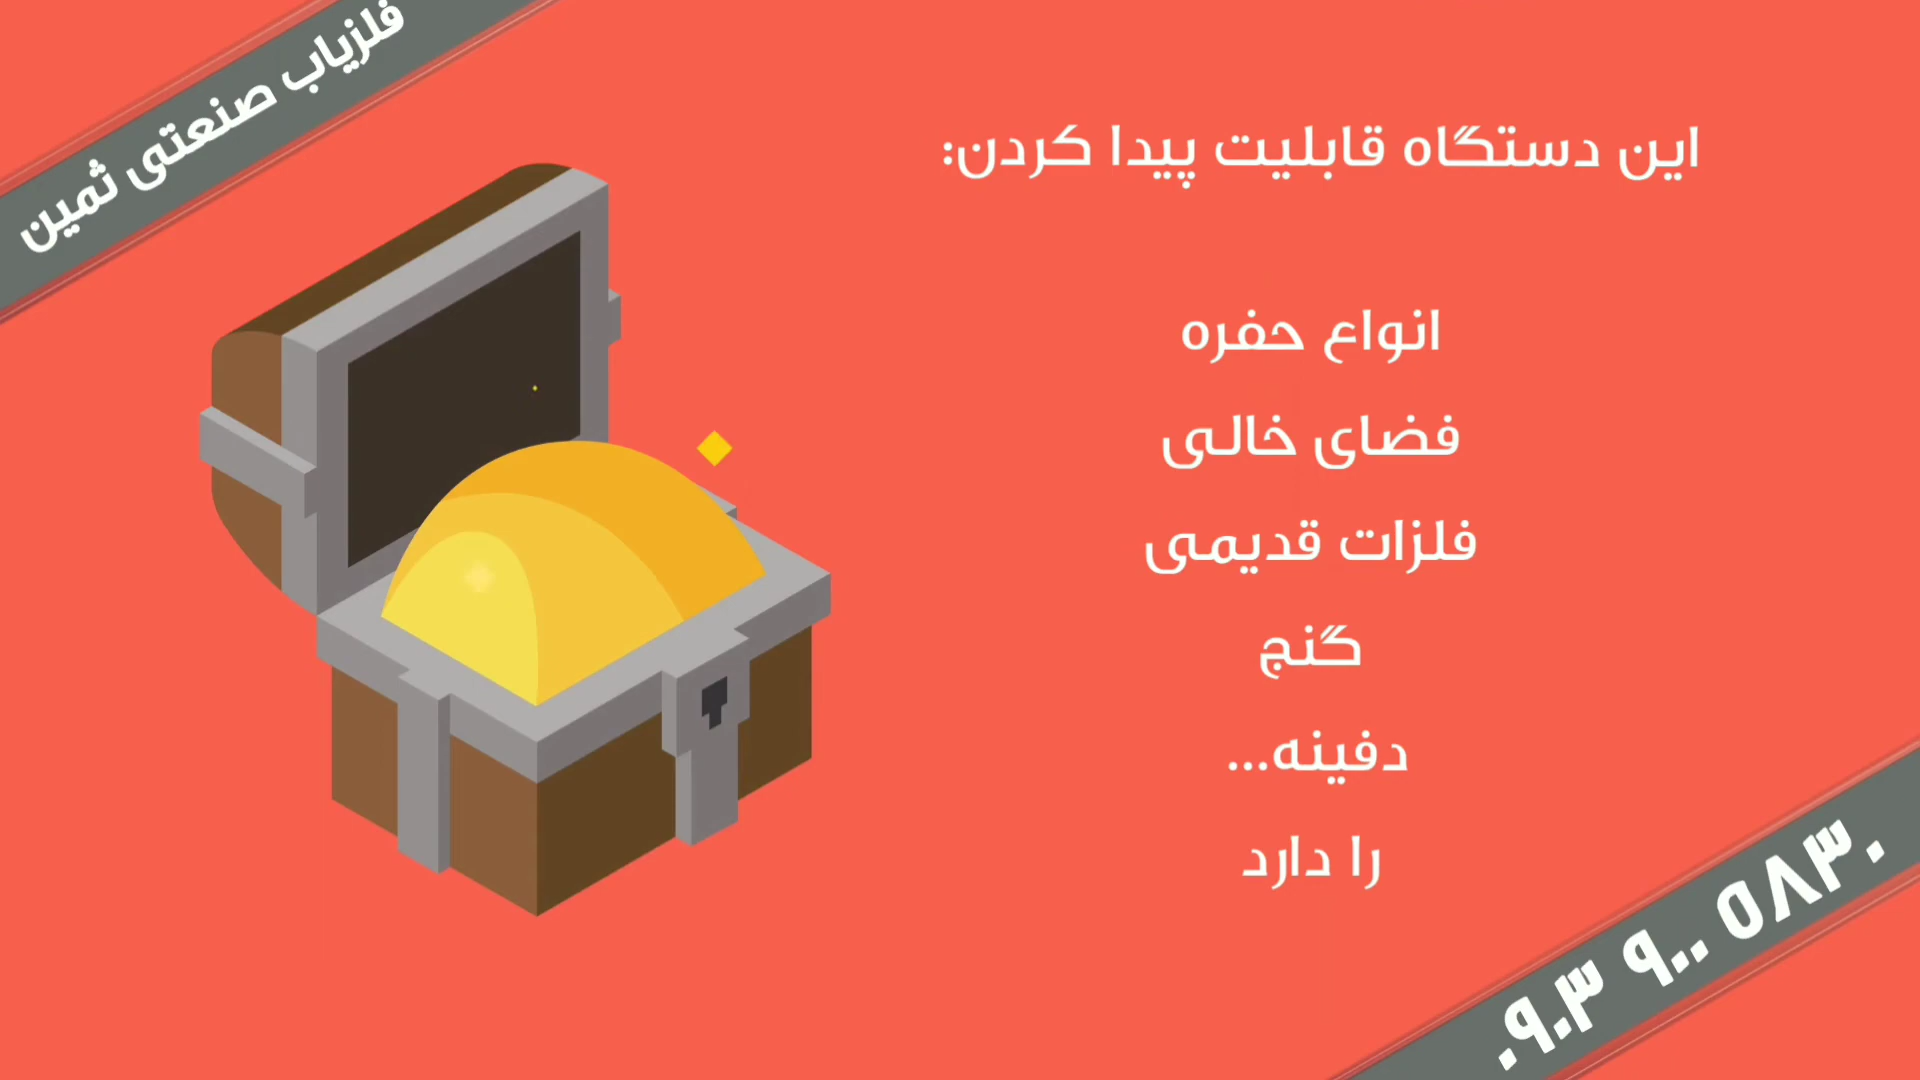 فلزیاب صنعتی ثمین
این دستگاه قابلیت پیدا کردن:
انواع حفره
فضای خالی
فلزات قدیمی
گنج
دفینه...
را دارد
۰۹۰۳ ۹۰۰ ۵۸۳۰